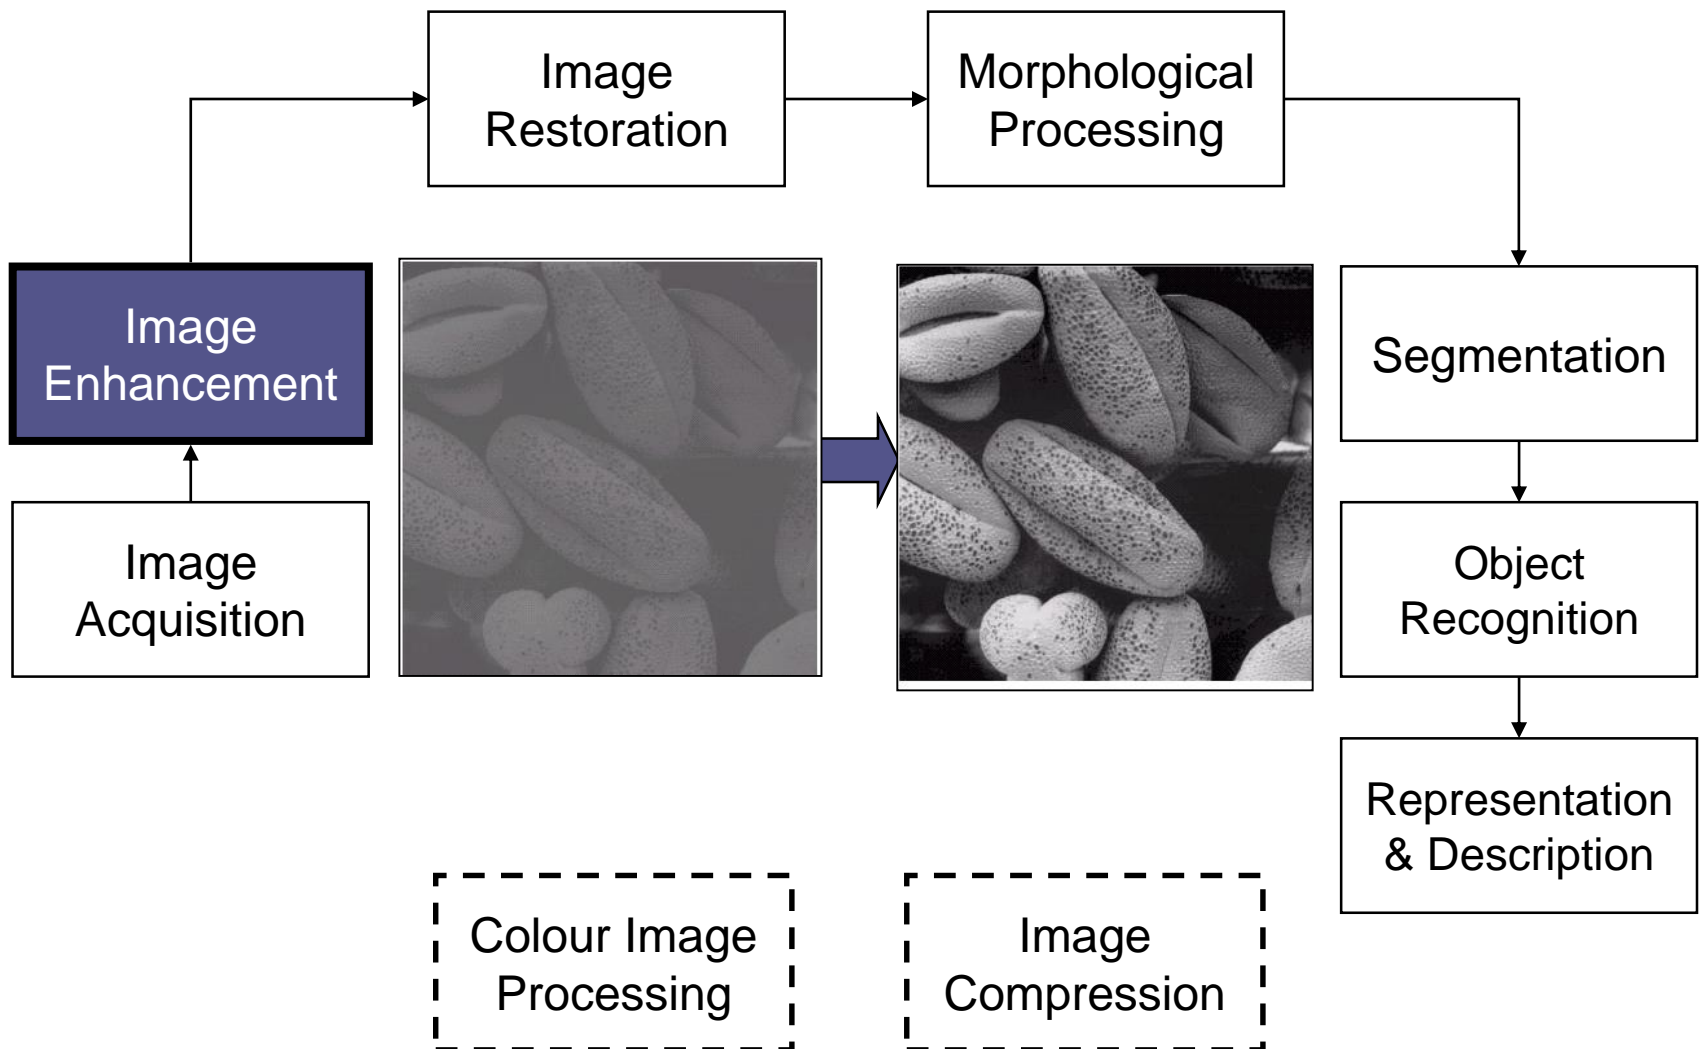 Image
Restoration
Morphological
Processing
Image
Enhancement
Segmentation
Image
Acquisition
Object
Recognition
Representation
& Description
Colour Image
Processing
Image
Compression